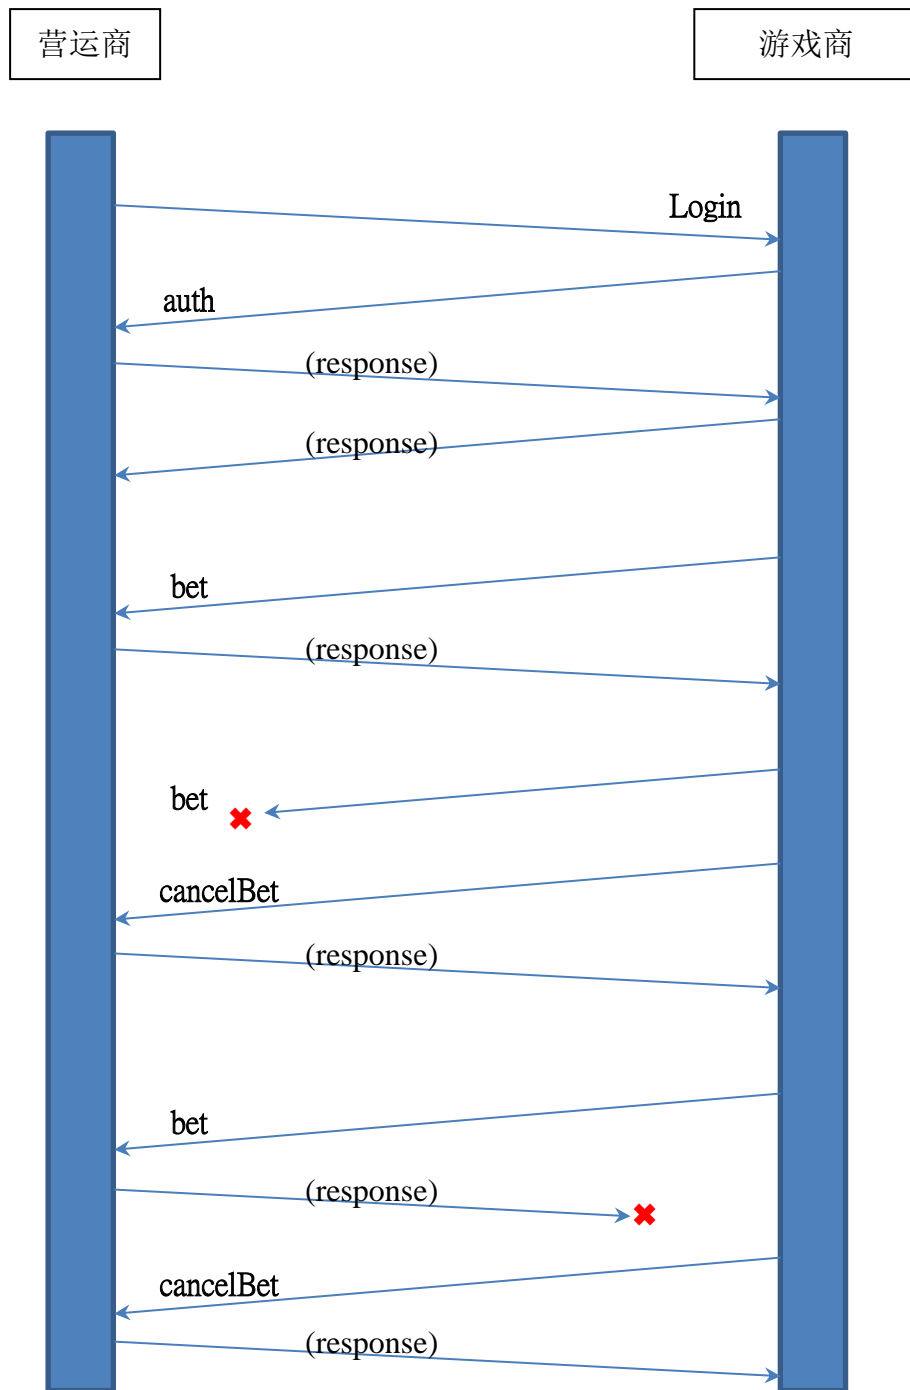 营运商
游戏商
Login
auth
(response)
(response)
bet
(response)
bet
cancelBet
(response)
bet
(response)
cancelBet
(response)